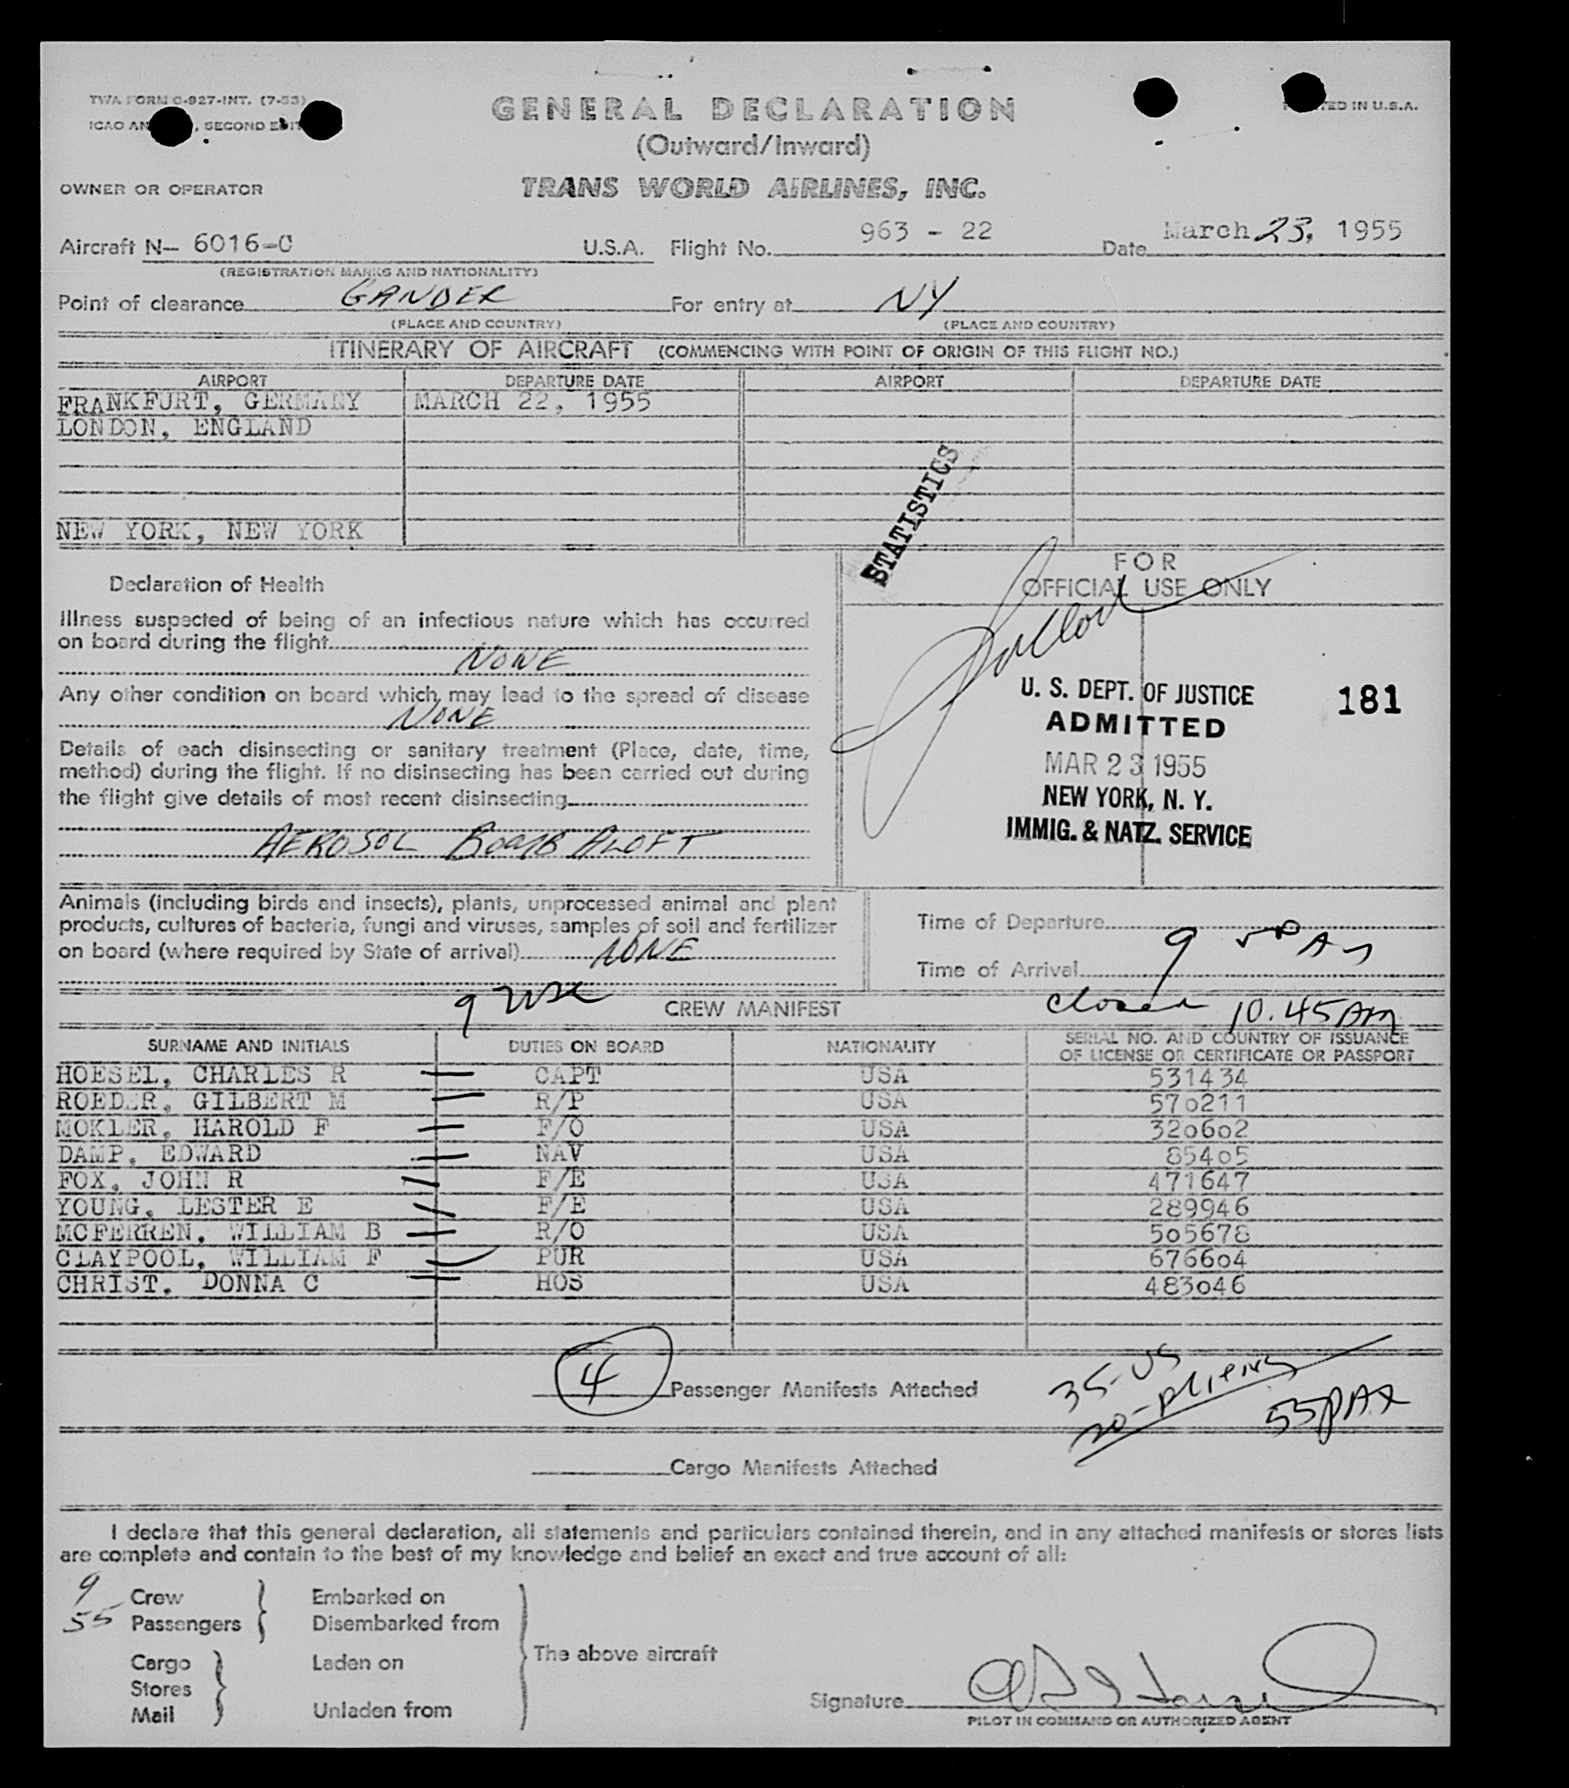 TWA FORM O-927-INT. (7-53)
ICAO AN , SECOND EDIT
GENERAL DECLARATION
(Outward/Inward)
TED IN U.S.A.
OWNER OR OPERATOR
TRANS WORLD AIRLINES, INC.
Aircraft N— 6016-C U.S.A. Flight No. 963 - 22 Date March 23, 1955
(REGISTRATION MARKS AND NATIONALITY)
Point of clearance GANDER For entry at NY
(PLACE AND COUNTRY) (PLACE AND COUNTRY)
ITINERARY OF AIRCRAFT (COMMENCING WITH POINT OF ORIGIN OF THIS FLIGHT NO.)
AIRPORT DEPARTURE DATE AIRPORT DEPARTURE DATE
FRANKFURT, GERMANY MARCH 22, 1955
LONDON, ENGLAND
STATISTICS
NEW YORK, NEW YORK
FOR
OFFICIAL USE ONLY
Declaration of Health
Illness suspected of being of an infectious nature which has occurred
on board during the flight
NONE
Any other condition on board which may lead to the spread of disease
NONE
Details of each disinsecting or sanitary treatment (Place, date, time,
method) during the flight. If no disinsecting has been carried out during
the flight give details of most recent disinsecting
AEROSOL BOMB ALOFT
U. S. DEPT. OF JUSTICE
ADMITTED
MAR 23 1955
NEW YORK, N. Y.
IMMIG. & NATZ. SERVICE
181
Animals (including birds and insects), plants, unprocessed animal and plant
products, cultures of bacteria, fungi and viruses, samples of soil and fertilizer
on board (where required by State of arrival) NONE
Time of Departure
Time of Arrival 9 AM
9 USC CREW MANIFEST closed 10.45 AM
SURNAME AND INITIALS DUTIES ON BOARD NATIONALITY SERIAL NO. AND COUNTRY OF ISSUANCE
OF LICENSE OR CERTIFICATE OR PASSPORT
HOESEL, CHARLES R CAPT USA 531434
ROEDER, GILBERT M R/P USA 570211
MOKLER, HAROLD F F/O USA 320602
DAMP, EDWARD NAV USA 85405
FOX, JOHN R F/E USA 471647
YOUNG, LESTER E F/E USA 289946
MCFERREN, WILLIAM B R/O USA 505678
CLAYPOOL, WILLIAM F PUR USA 676604
CHRIST, DONNA C HOS USA 483046
4 Passenger Manifests Attached
35-US
20-Aliens
55 PAX
Cargo Manifests Attached
I declare that this general declaration, all statements and particulars contained therein, and in any attached manifests or stores lists
are complete and contain to the best of my knowledge and belief an exact and true account of all:
9 Crew Embarked on
55 Passengers Disembarked from
The above aircraft
Cargo Laden on
Stores
Mail Unladen from
Signature
PILOT IN COMMAND OR AUTHORIZED AGENT